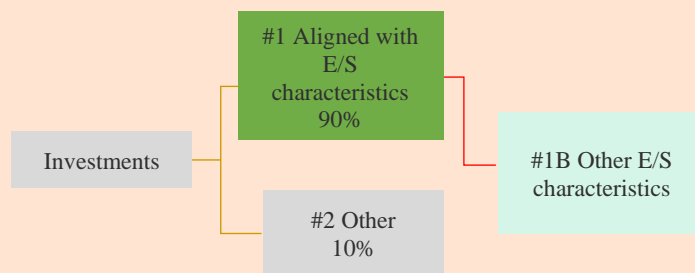 #1 Aligned with
E/S
characteristics
90%
Investments
#1B Other E/S
characteristics
#2 Other
10%